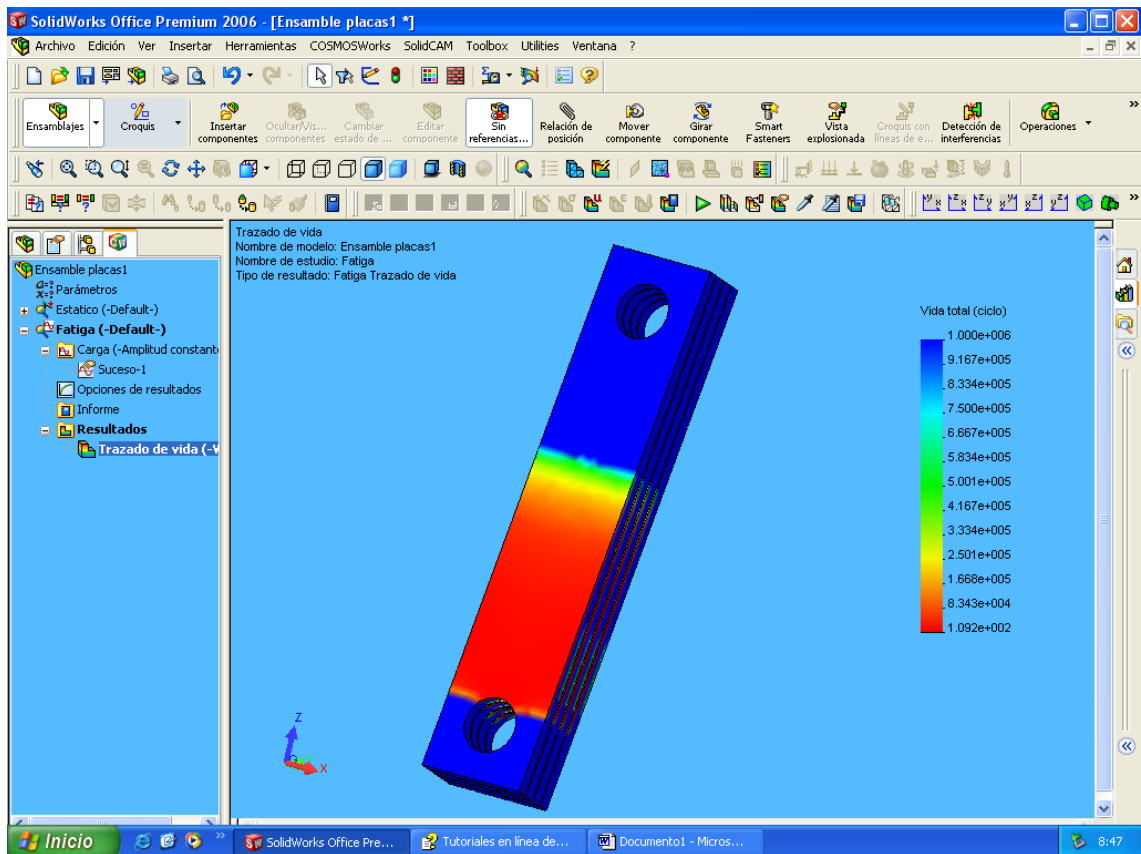 SolidWorks Office Premium 2006 - [Ensamble placas1 *]
Archivo Edición Ver Insertar Herramientas COSMOSWorks SolidCAM Toolbox Utilities Ventana ?
Ensamblajes
Croquis
Insertar componentes
Ocultar/Vis... componentes
Cambiar estado de ...
Editar componente
Sin referencias...
Relación de posición
Mover componente
Girar componente
Smart Fasteners
Vista explosionada
Croquis con líneas de e...
Detección de interferencias
Operaciones
Ensamble placas1
Parámetros
Estatico (-Default-)
Fatiga (-Default-)
Carga (-Amplitud constant
Suceso-1
Opciones de resultados
Informe
Resultados
Trazado de vida (-V
Trazado de vida
Nombre de modelo: Ensamble placas1
Nombre de estudio: Fatiga
Tipo de resultado: Fatiga Trazado de vida
Vida total (ciclo)
1.000e+006
9.167e+005
8.334e+005
7.500e+005
6.667e+005
5.834e+005
5.001e+005
4.167e+005
3.334e+005
2.501e+005
1.668e+005
8.343e+004
1.092e+002
Z
X
Inicio
SolidWorks Office Pre...
Tutoriales en línea de...
Documento1 - Micros...
8:47